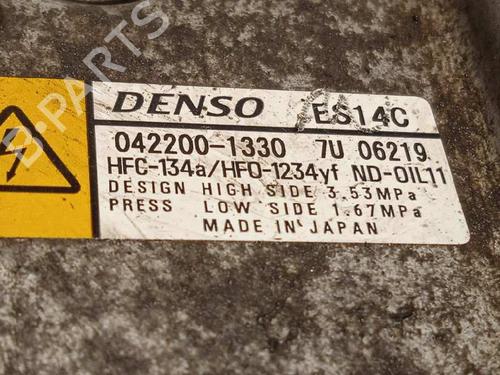 B-PARTS
DENSO ES14C
042200-1330 7U 06219
HFC-134a/HFO-1234yf ND-OIL11
DESIGN HIGH SIDE 3.53MPa
PRESS LOW SIDE 1.67MPa
MADE IN JAPAN